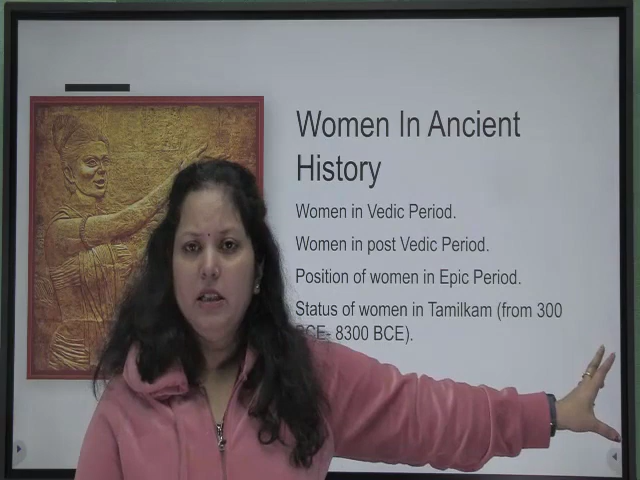 Women In Ancient
History
Women in Vedic Period.
Women in post Vedic Period.
Position of women in Epic Period.
Status of women in Tamilkam (from 300
BCE- 8300 BCE).